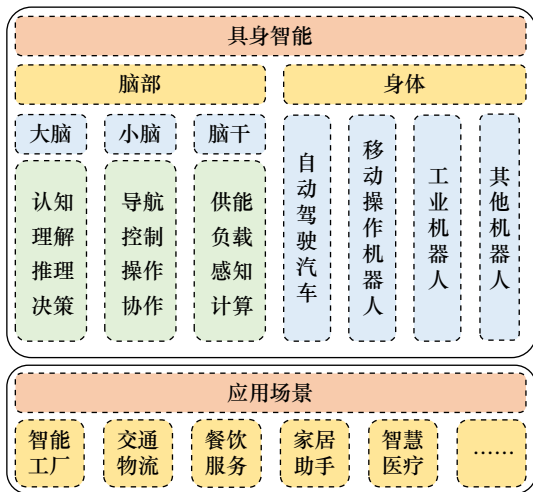 具身智能
脑部
身体
大脑
小脑
脑干
认知
理解
推理
决策
导航
控制
操作
协作
供能
负载
感知
计算
自动驾驶汽车
移动操作机器人
工业机器人
其他机器人
应用场景
智能
工厂
交通
物流
餐饮
服务
家居
助手
智慧
医疗
……